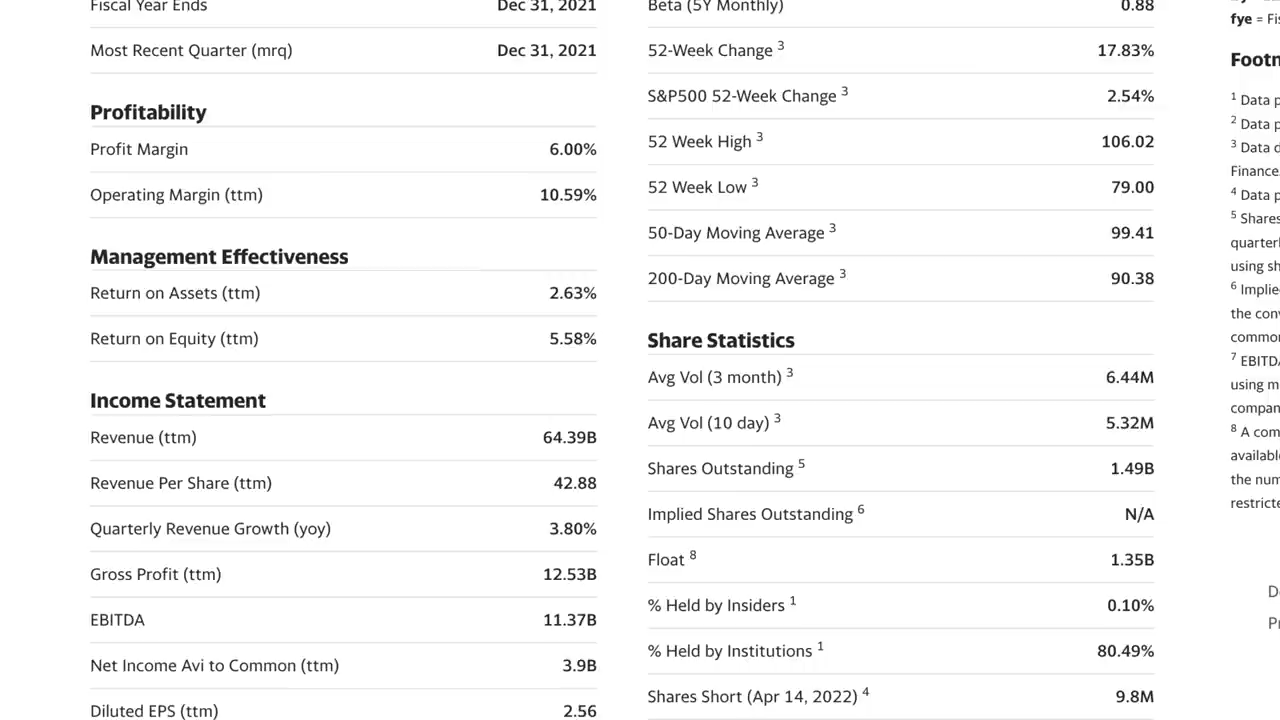 Fiscal Year Ends Dec 31, 2021
Most Recent Quarter (mrq) Dec 31, 2021
Profitability
Profit Margin 6.00%
Operating Margin (ttm) 10.59%
Management Effectiveness
Return on Assets (ttm) 2.63%
Return on Equity (ttm) 5.58%
Income Statement
Revenue (ttm) 64.39B
Revenue Per Share (ttm) 42.88
Quarterly Revenue Growth (yoy) 3.80%
Gross Profit (ttm) 12.53B
EBITDA 11.37B
Net Income Avi to Common (ttm) 3.9B
Diluted EPS (ttm) 2.56
Beta (5Y Monthly) 0.88
52-Week Change 3 17.83%
S&P500 52-Week Change 3 2.54%
52 Week High 3 106.02
52 Week Low 3 79.00
50-Day Moving Average 3 99.41
200-Day Moving Average 3 90.38
Share Statistics
Avg Vol (3 month) 3 6.44M
Avg Vol (10 day) 3 5.32M
Shares Outstanding 5 1.49B
Implied Shares Outstanding 6 N/A
Float 8 1.35B
% Held by Insiders 1 0.10%
% Held by Institutions 1 80.49%
Shares Short (Apr 14, 2022) 4 9.8M
fye = Fis
Footn
1 Data p
2 Data p
3 Data d
Finance.
4 Data p
5 Shares
quarterl
using sh
6 Implie
the conv
common
7 EBITDA
using m
compan
8 A com
available
the num
restricte